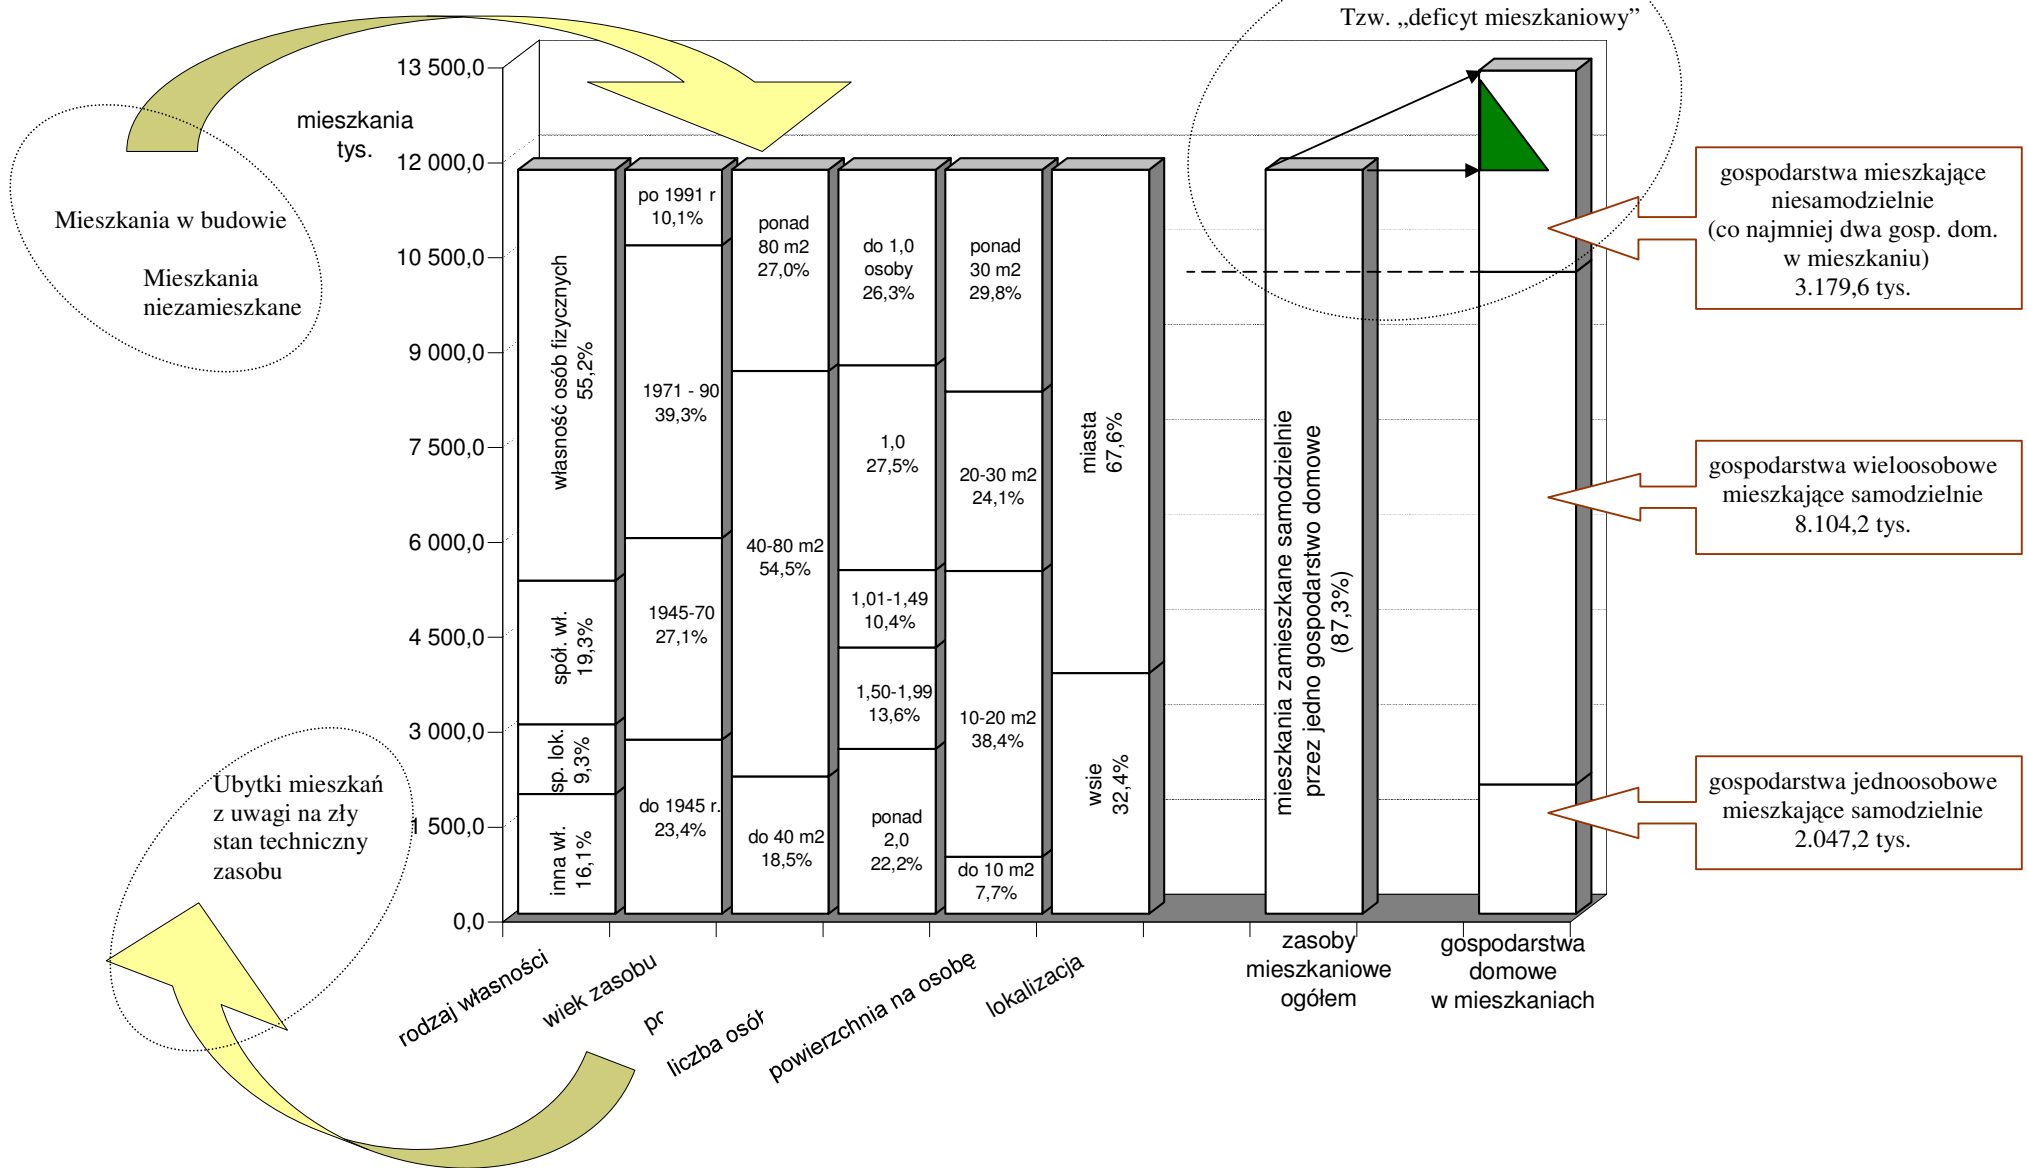 Tzw. „deficyt mieszkaniowy”
mieszkania
tys.
13 500,0
12 000,0
10 500,0
9 000,0
7 500,0
6 000,0
4 500,0
3 000,0
1 500,0
0,0
Mieszkania w budowie
Mieszkania
niezamieszkane
Ubytki mieszkań
z uwagi na zły
stan techniczny
zasobu
własność osób fizycznych
55,2%
spół. wł.
19,3%
sp. lok.
9,3%
inna wł.
16,1%
po 1991 r
10,1%
1971 - 90
39,3%
1945-70
27,1%
do 1945 r.
23,4%
ponad
80 m2
27,0%
40-80 m2
54,5%
do 40 m2
18,5%
do 1,0
osoby
26,3%
1,0
27,5%
1,01-1,49
10,4%
1,50-1,99
13,6%
ponad
2,0
22,2%
ponad
30 m2
29,8%
20-30 m2
24,1%
10-20 m2
38,4%
do 10 m2
7,7%
miasta
67,6%
wsie
32,4%
mieszkania zamieszkane samodzielnie
przez jedno gospodarstwo domowe
(87,3%)
gospodarstwa mieszkające
niesamodzielnie
(co najmniej dwa gosp. dom.
w mieszkaniu)
3.179,6 tys.
gospodarstwa wieloosobowe
mieszkające samodzielnie
8.104,2 tys.
gospodarstwa jednoosobowe
mieszkające samodzielnie
2.047,2 tys.
rodzaj własności
wiek zasobu
liczba
powierzchnia na osobę
lokalizacja
zasoby
mieszkaniowe
ogółem
gospodarstwa
domowe
w mieszkaniach